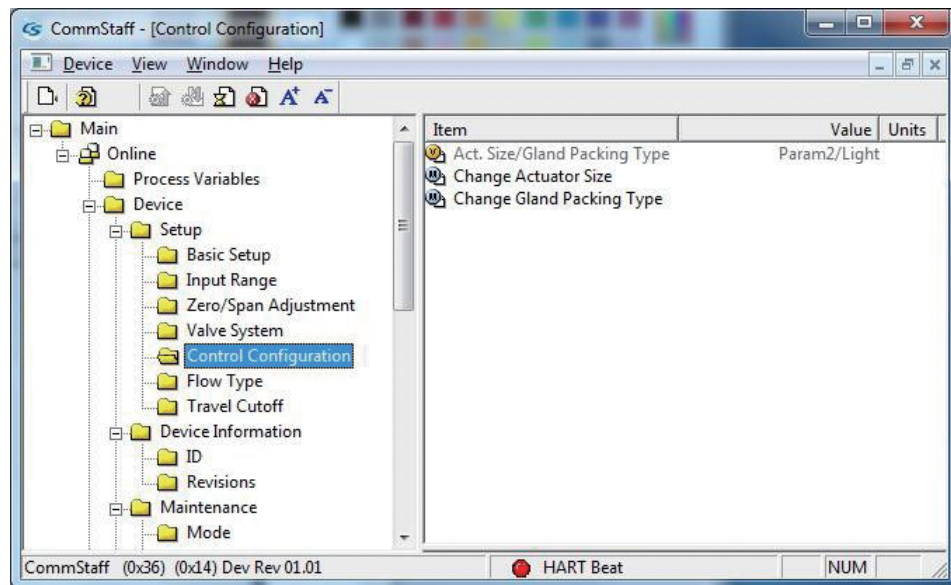 CommStaff - [Control Configuration]
Device View Window Help
A+ A-
Main
Online
Process Variables
Device
Setup
Basic Setup
Input Range
Zero/Span Adjustment
Valve System
Control Configuration
Flow Type
Travel Cutoff
Device Information
ID
Revisions
Maintenance
Mode
Item Value Units
Act. Size/Gland Packing Type Param2/Light
Change Actuator Size
Change Gland Packing Type
CommStaff (0x36) (0x14) Dev Rev 01.01 HART Beat NUM